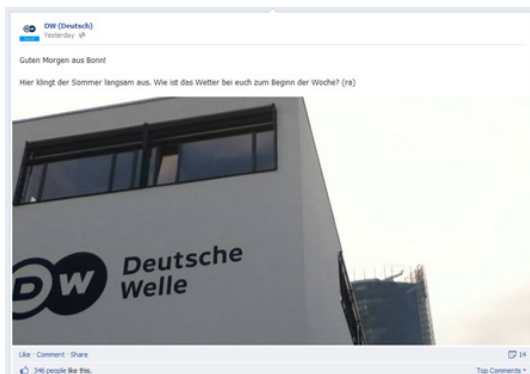 DW (Deutsch)
Yesterday
Guten Morgen aus Bonn!
Hier klingt der Sommer langsam aus. Wie ist das Wetter bei euch zum Beginn der Woche? (ra)
DW Deutsche
Welle
Like · Comment · Share
14
346 people like this.
Top Comments